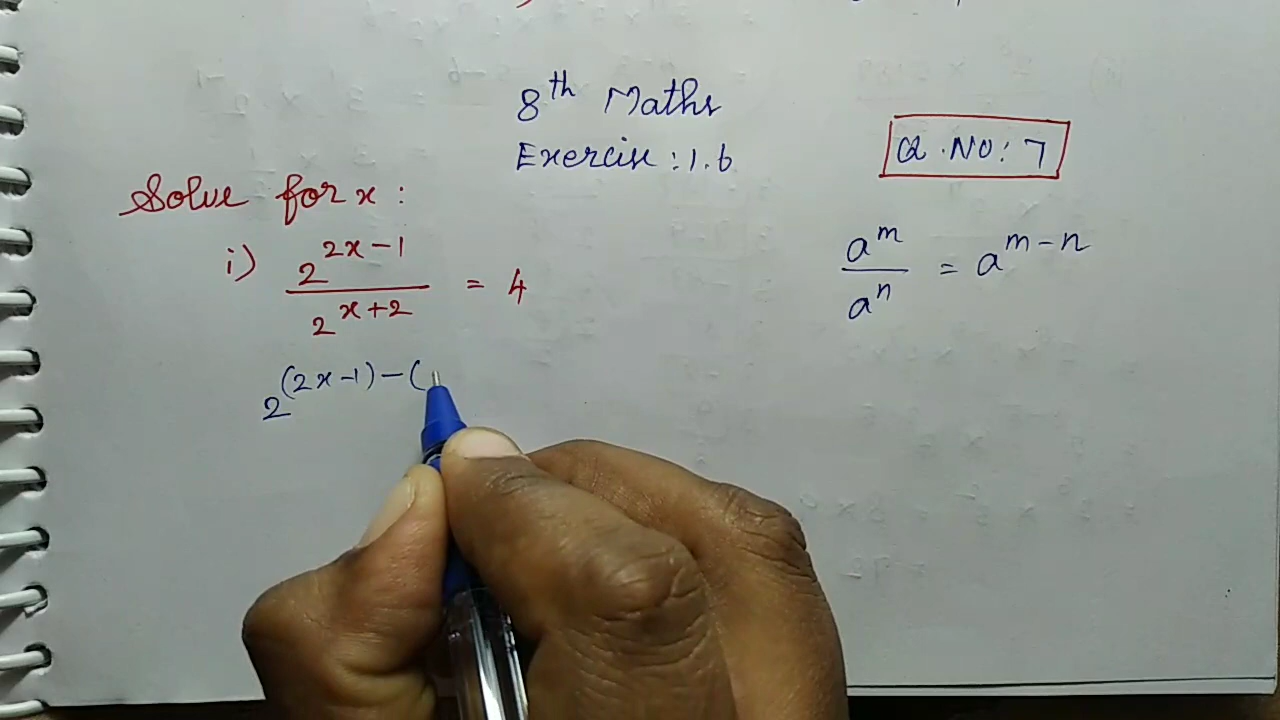 8th Maths
Exercise : 1.6
Q.NO: 7
Solve for x :
i) 2^(2x-1) / 2^(x+2) = 4
a^m / a^n = a^(m-n)
2^((2x-1)-(